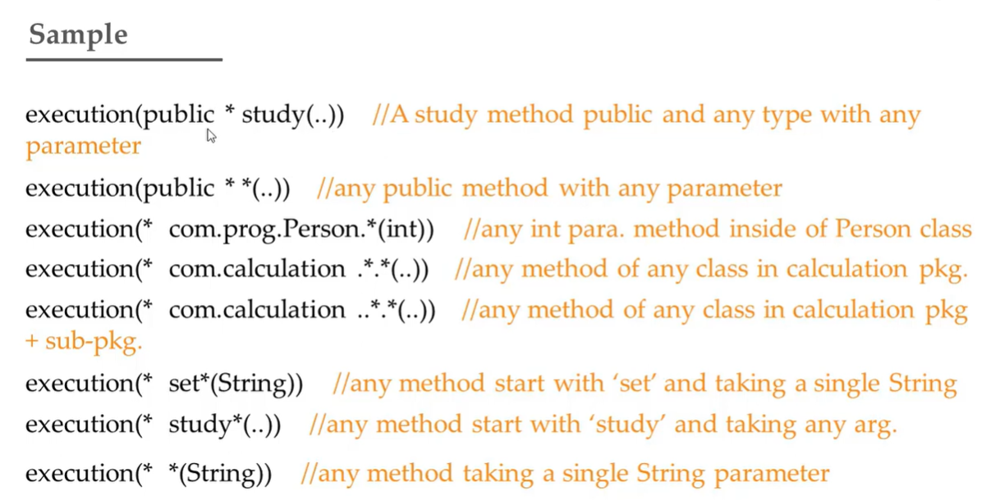 Sample
execution(public * study(..)) //A study method public and any type with any
parameter
execution(public * *(..)) //any public method with any parameter
execution(* com.prog.Person.*(int)) //any int para. method inside of Person class
execution(* com.calculation .*.*(..)) //any method of any class in calculation pkg.
execution(* com.calculation ..*.*(..)) //any method of any class in calculation pkg
+ sub-pkg.
execution(* set*(String)) //any method start with ‘set’ and taking a single String
execution(* study*(..)) //any method start with ‘study’ and taking any arg.
execution(* *(String)) //any method taking a single String parameter